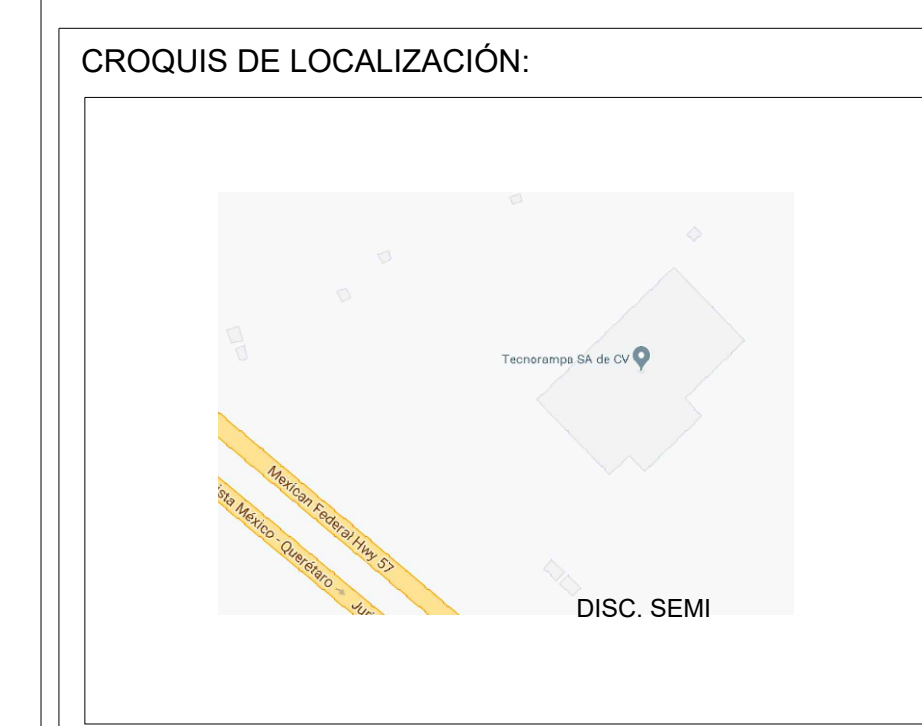 CROQUIS DE LOCALIZACIÓN:
Tecnorampa SA de CV
Mexican Federal Hwy 57
ista México - Querétaro
DISC. SEMI